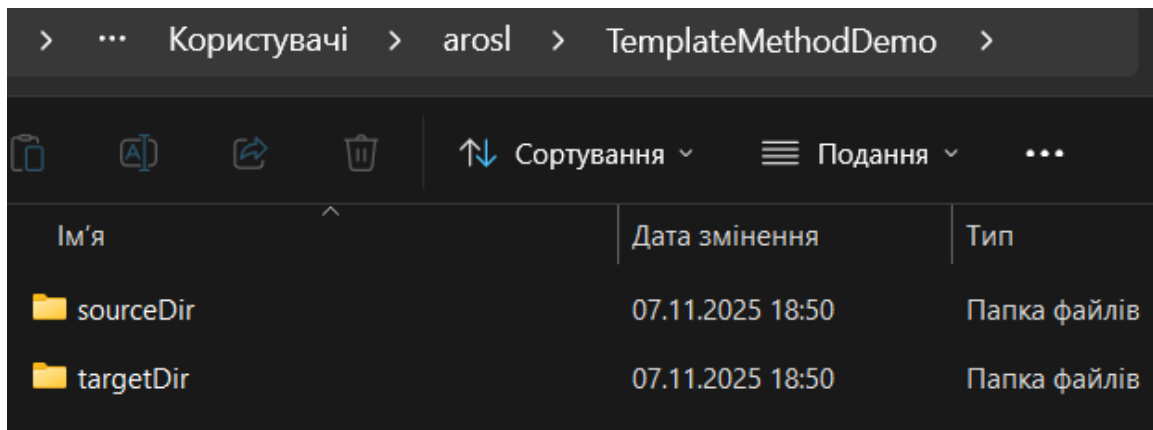 > ··· Користувачі > arosl > TemplateMethodDemo >
Сортування Подання ···
Ім'я Дата змінення Тип
sourceDir 07.11.2025 18:50 Папка файлів
targetDir 07.11.2025 18:50 Папка файлів